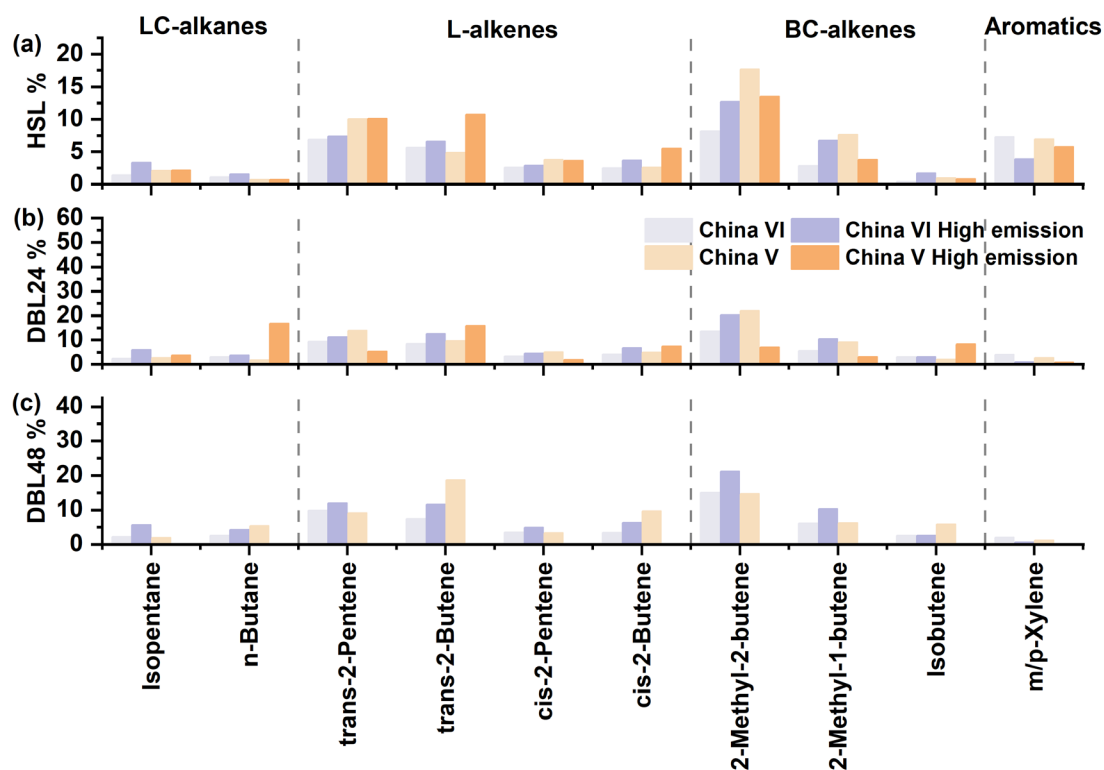 LC-alkanes L-alkenes BC-alkenes Aromatics
(a)
HSL %
20
15
10
5
0
(b)
DBL24 %
60
50
40
30
20
10
0
China VI China VI High emission
China V China V High emission
(c)
DBL48 %
40
30
20
10
0
Isopentane
n-Butane
trans-2-Pentene
trans-2-Butene
cis-2-Pentene
cis-2-Butene
2-Methyl-2-butene
2-Methyl-1-butene
Isobutene
m/p-Xylene